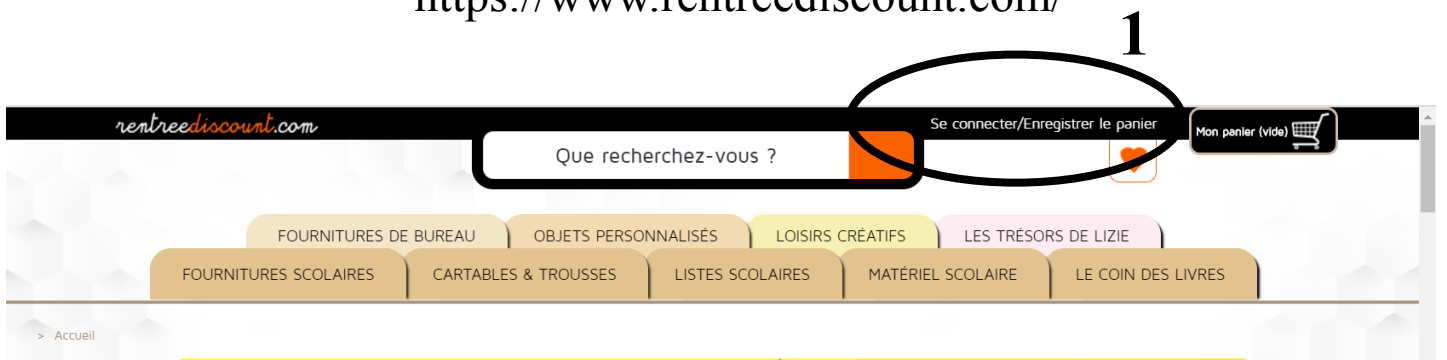 https://www.rentreediscount.com/
1
rentreediscount.com
Se connecter/Enregistrer le panier
Mon panier (vide)
Que recherchez-vous ?
FOURNITURES DE BUREAU OBJETS PERSONNALISÉS LOISIRS CRÉATIFS LES TRÉSORS DE LIZIE
FOURNITURES SCOLAIRES CARTABLES & TROUSSES LISTES SCOLAIRES MATÉRIEL SCOLAIRE LE COIN DES LIVRES
> Accueil